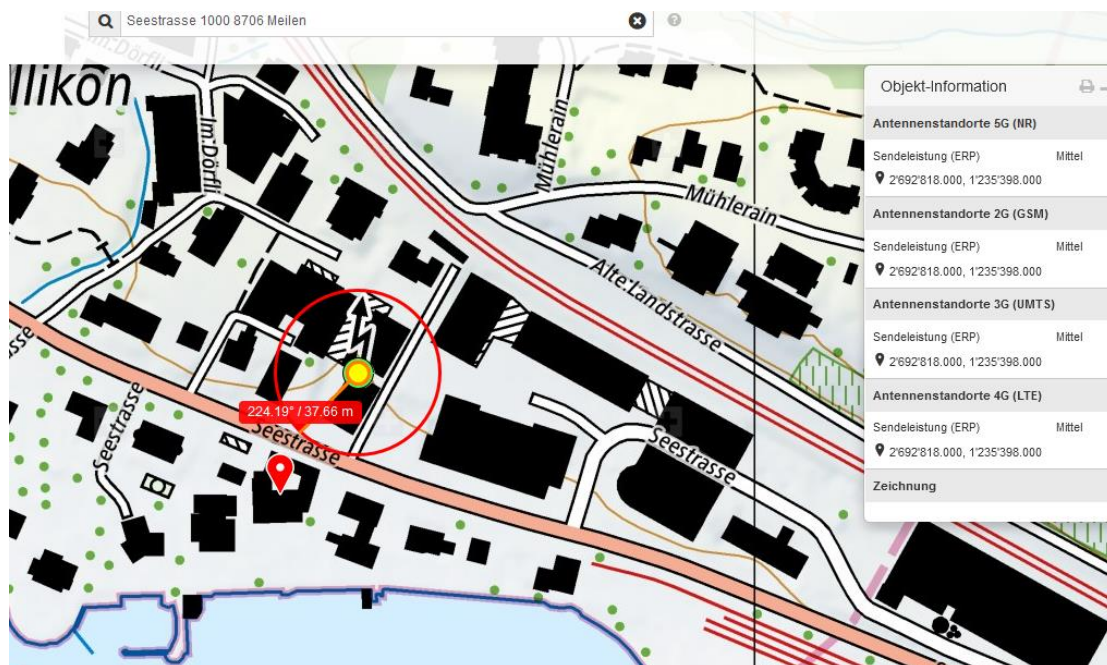 Seestrasse 1000 8706 Meilen
Im Dörfli
llikon
Im Dörfli
Mühlerain
Mühlerain
Alte Landstrasse
sse
224.19° / 37.66 m
Seestrasse
Seestrasse
Seestrasse
Objekt-Information
Antennenstandorte 5G (NR)
Sendeleistung (ERP) Mittel
2'692'818.000, 1'235'398.000
Antennenstandorte 2G (GSM)
Sendeleistung (ERP) Mittel
2'692'818.000, 1'235'398.000
Antennenstandorte 3G (UMTS)
Sendeleistung (ERP) Mittel
2'692'818.000, 1'235'398.000
Antennenstandorte 4G (LTE)
Sendeleistung (ERP) Mittel
2'692'818.000, 1'235'398.000
Zeichnung